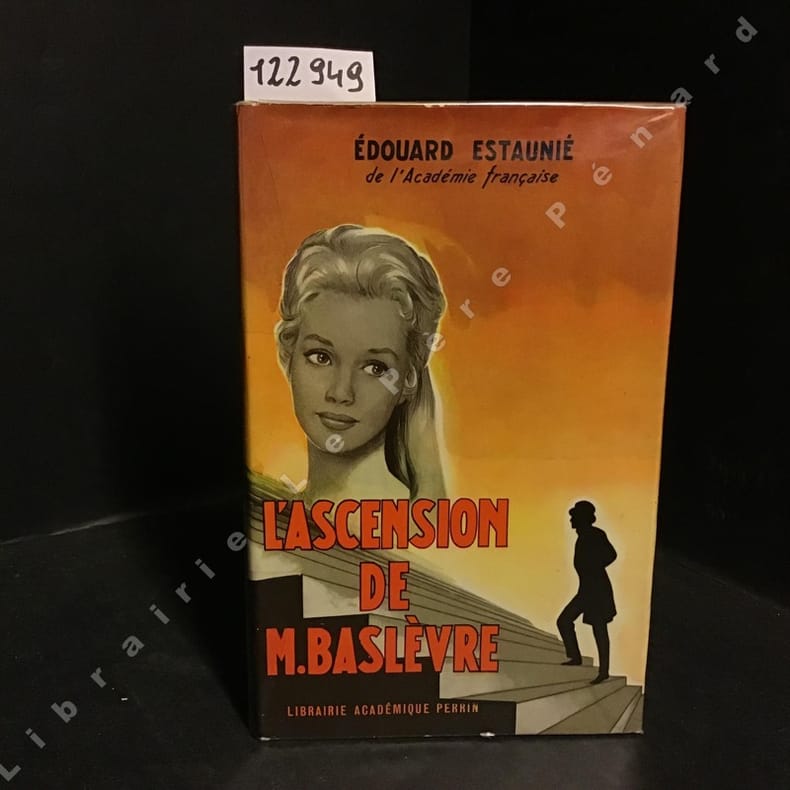 122949
ÉDOUARD ESTAUNIÉ
de l'Académie française
L'ASCENSION
DE
M. BASLÈVRE
LIBRAIRIE ACADÉMIQUE PERRIN
Librairie Le Père Pénard